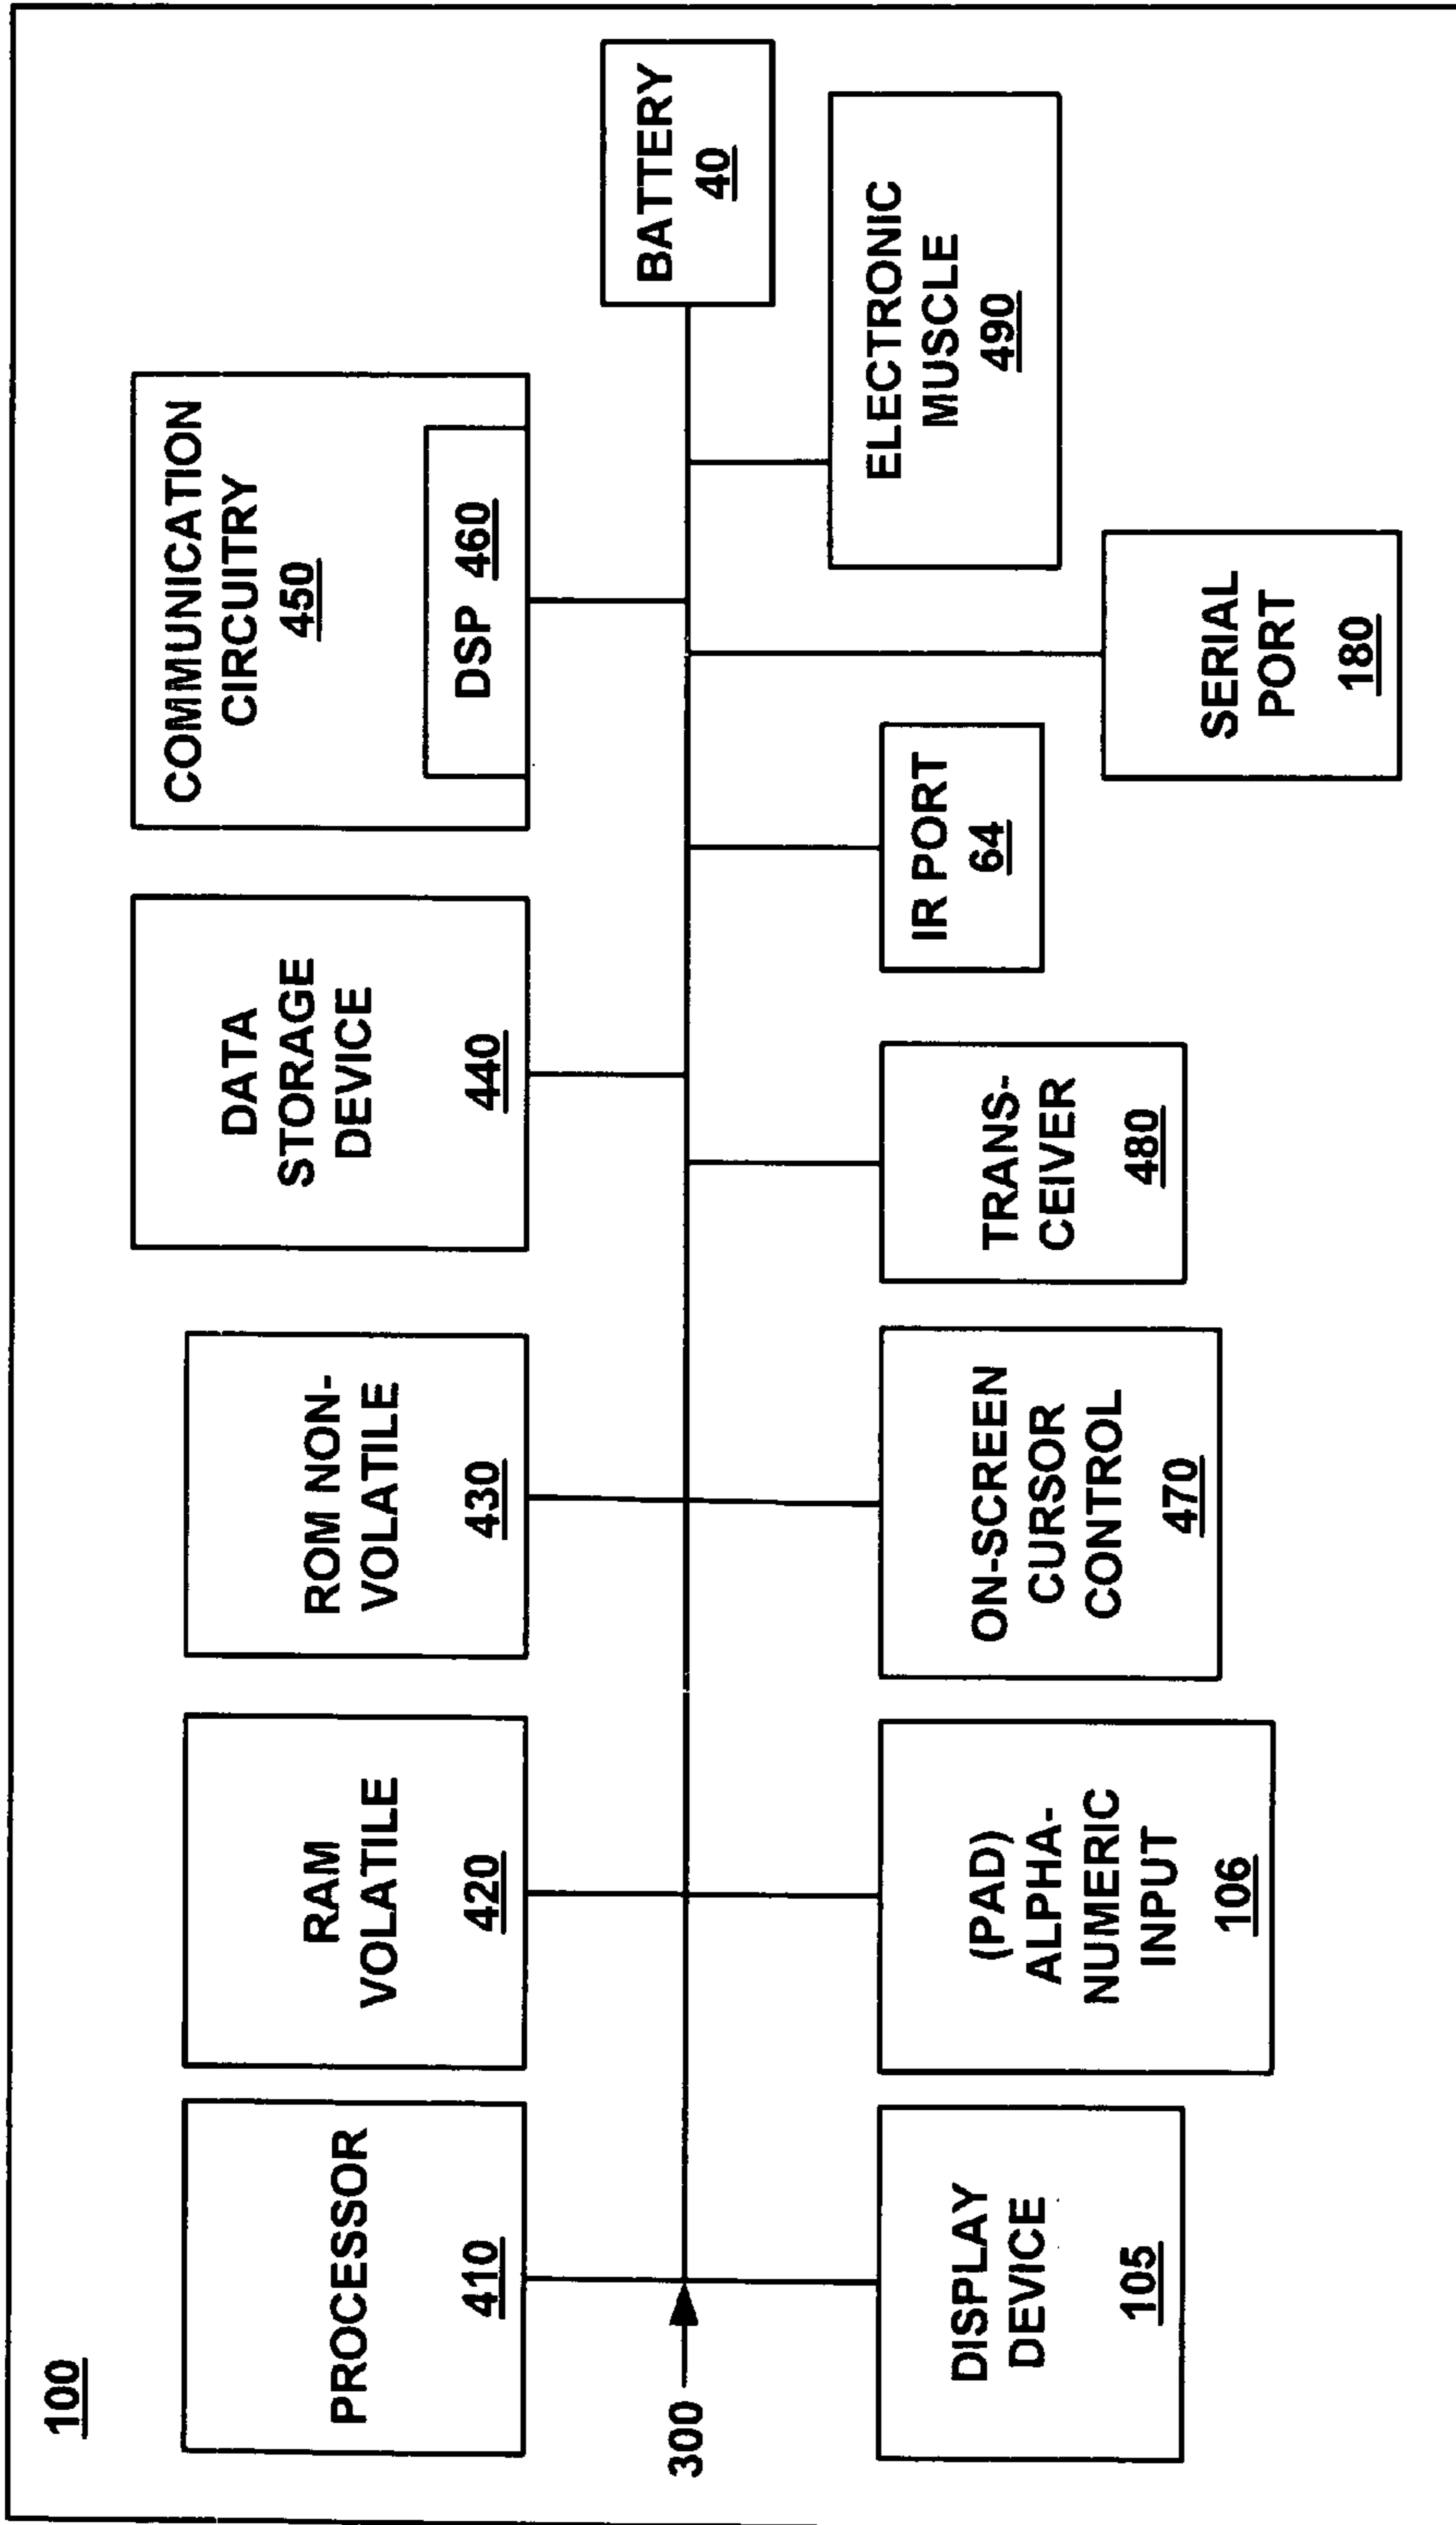 100
PROCESSOR
410
RAM
VOLATILE
420
ROM NON-
VOLATILE
430
DATA
STORAGE
DEVICE
440
COMMUNICATION
CIRCUITRY
450
DSP 460
300
BATTERY
40
DISPLAY
DEVICE
105
(PAD)
ALPHA-
NUMERIC
INPUT
106
ON-SCREEN
CURSOR
CONTROL
470
TRANS-
CEIVER
480
IR PORT
64
SERIAL
PORT
180
ELECTRONIC
MUSCLE
490